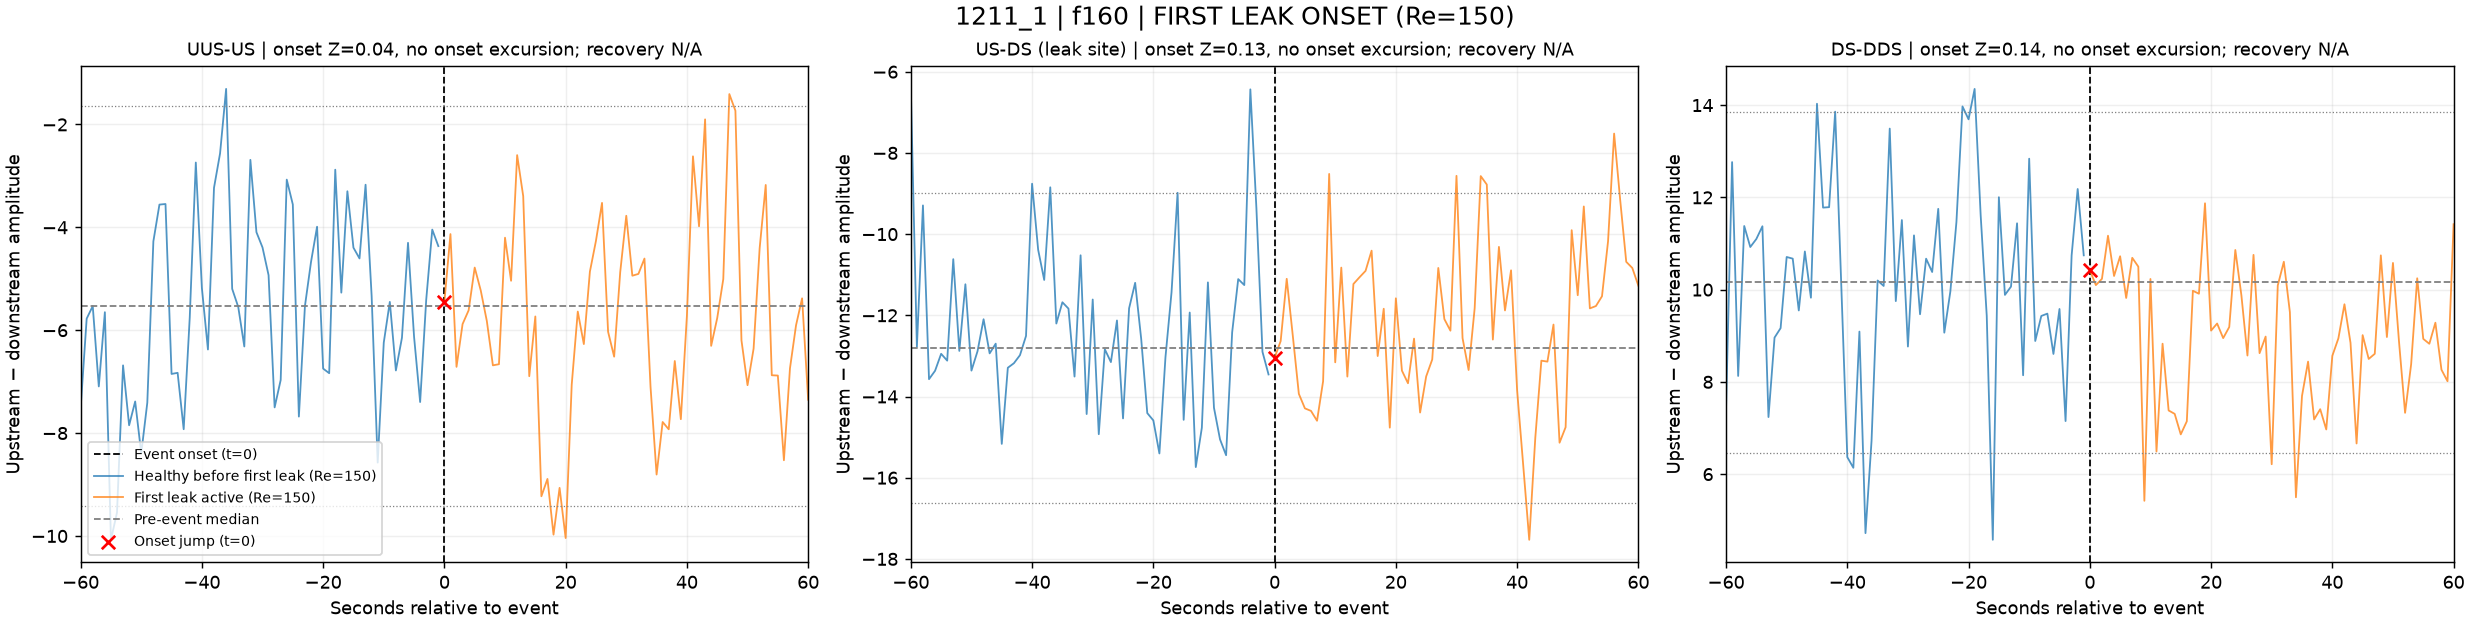 1211_1 | f160 | FIRST LEAK ONSET (Re=150)
UUS-US | onset Z=0.04, no onset excursion; recovery N/A
Upstream − downstream amplitude
−2
−4
−6
−8
−10
Event onset (t=0)
Healthy before first leak (Re=150)
First leak active (Re=150)
Pre-event median
Onset jump (t=0)
−60 −40 −20 0 20 40 60
Seconds relative to event
US-DS (leak site) | onset Z=0.13, no onset excursion; recovery N/A
Upstream − downstream amplitude
−6
−8
−10
−12
−14
−16
−18
−60 −40 −20 0 20 40 60
Seconds relative to event
DS-DDS | onset Z=0.14, no onset excursion; recovery N/A
Upstream − downstream amplitude
14
12
10
8
6
−60 −40 −20 0 20 40 60
Seconds relative to event